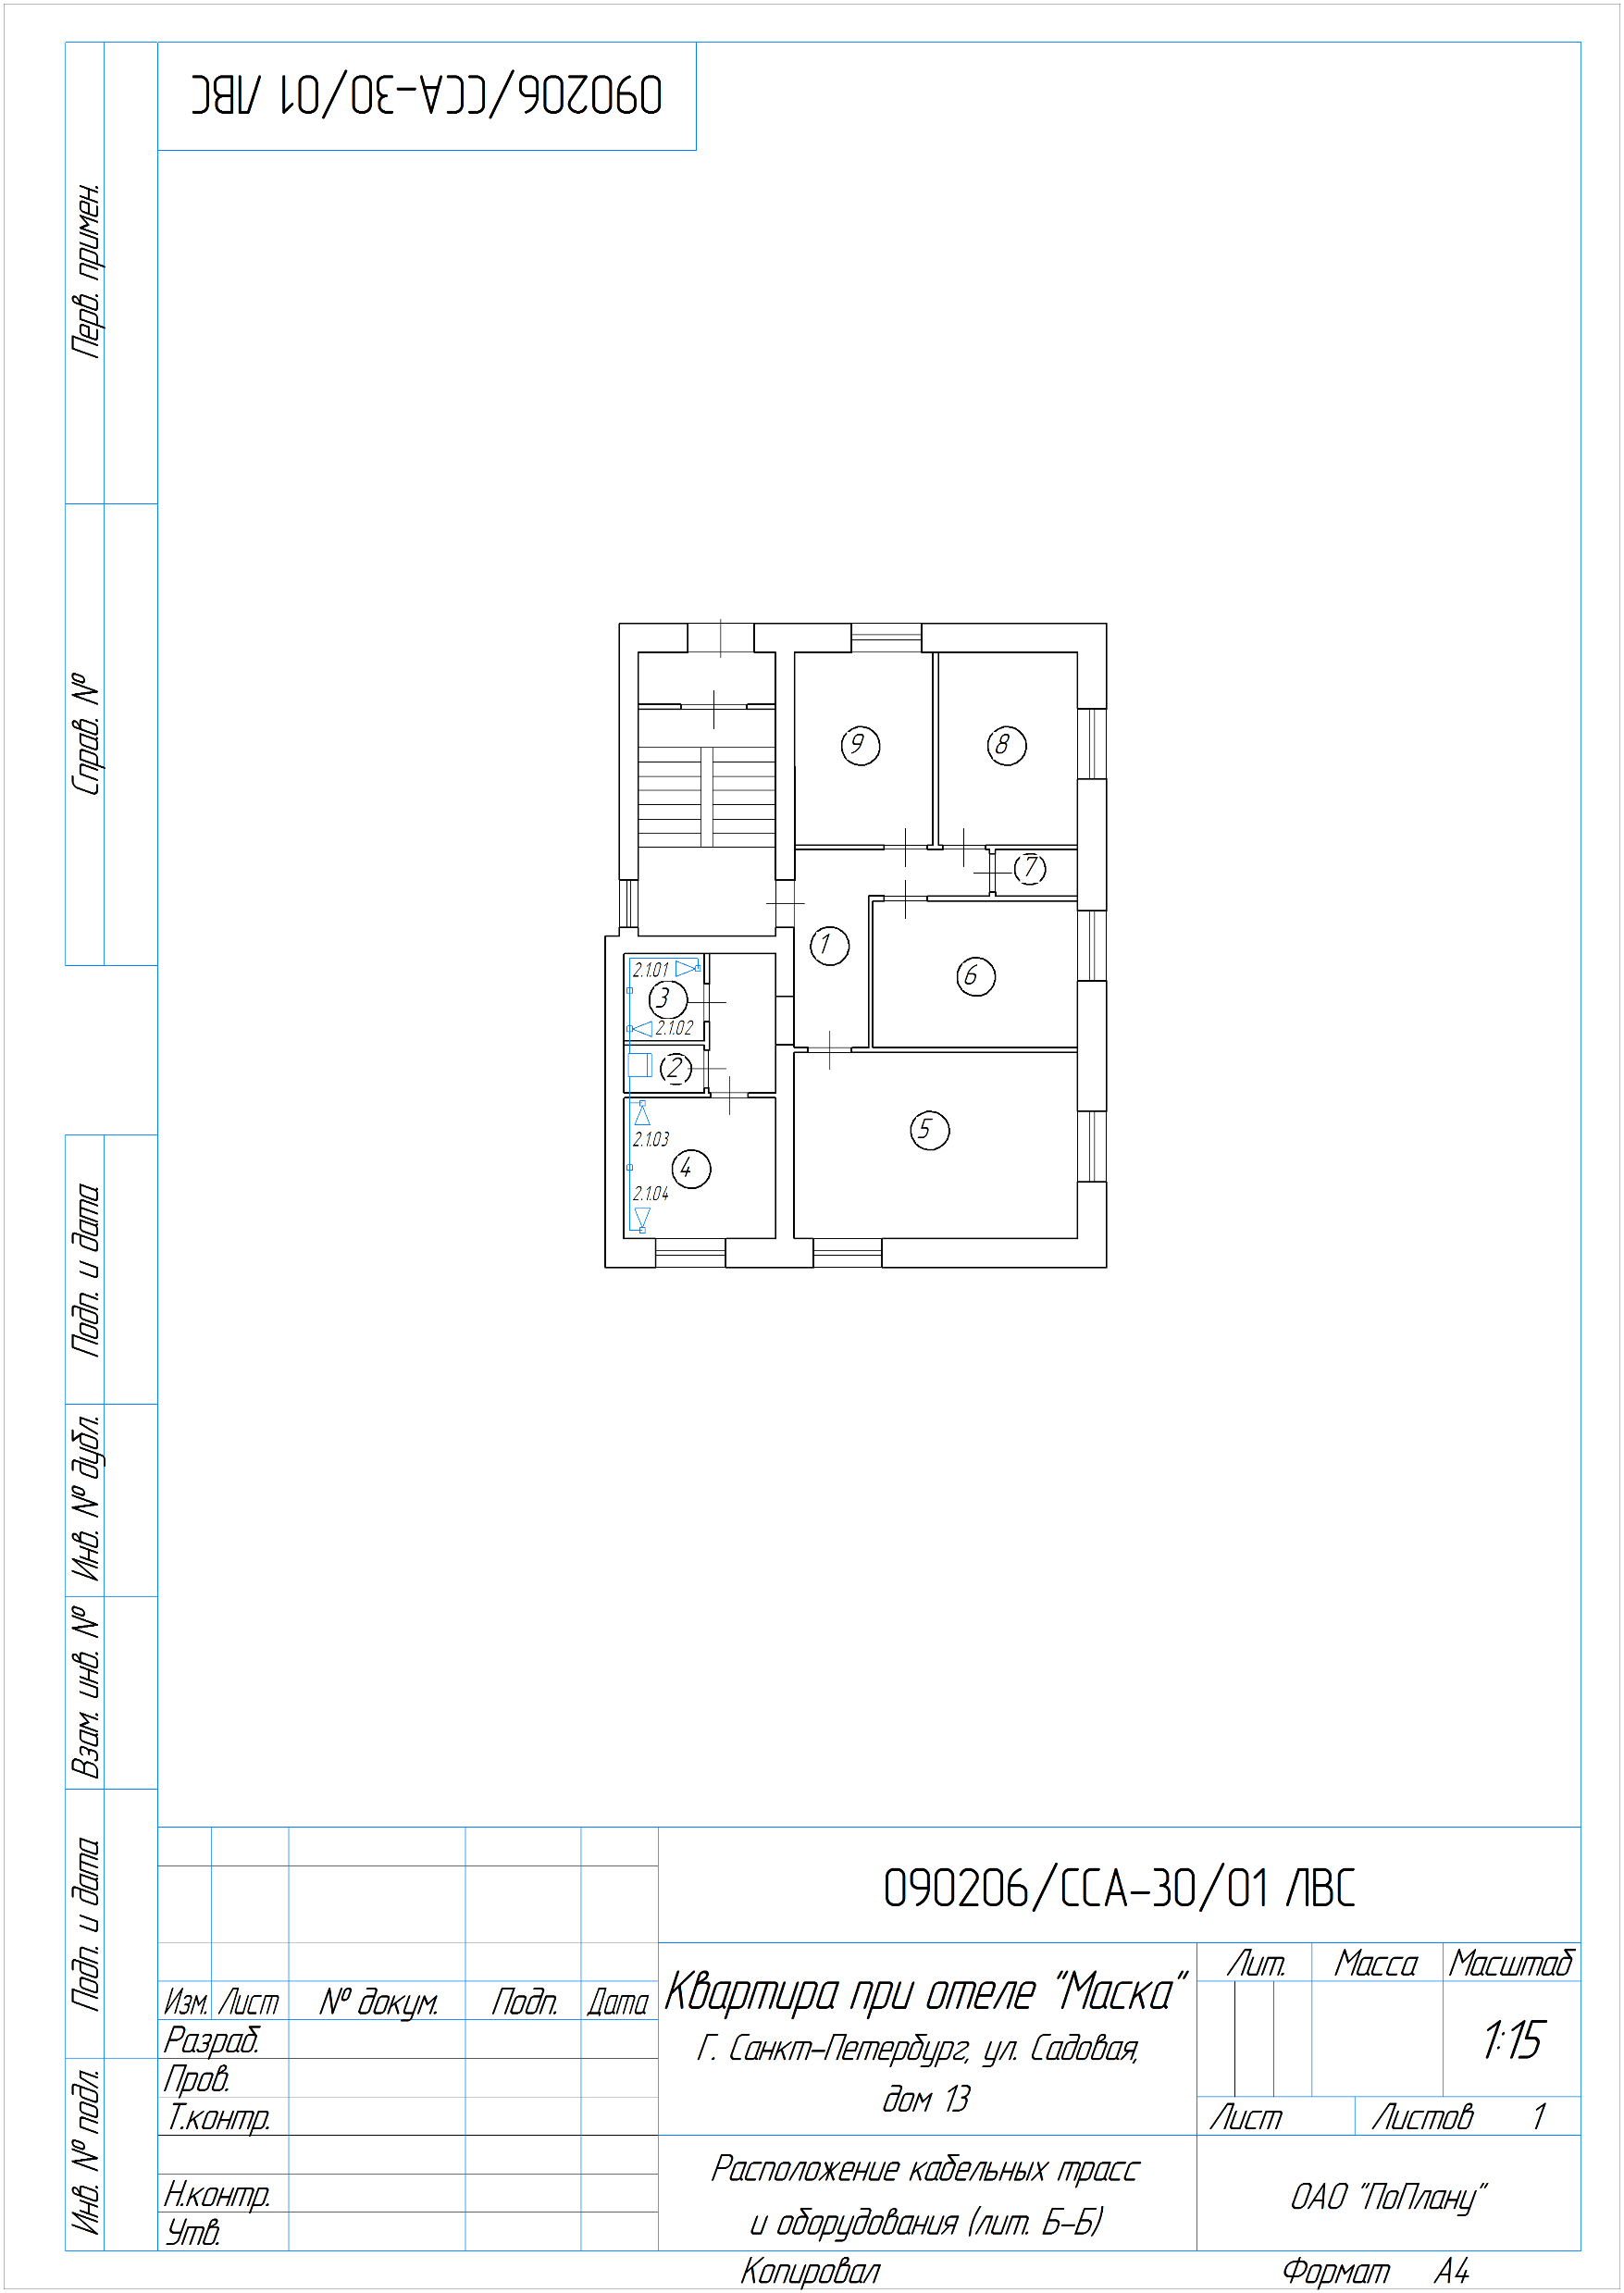 090206/ССА-30/01 ЛВС
Перв. примен.
Справ. №
9
8
7
1
6
2.1.01
3
2.1.02
2
5
2.1.03
4
2.1.04
Подп. и дата
Инв. № дубл.
Взам. инв. №
Подп. и дата
Инв. № подл.
090206/ССА-30/01 ЛВС
Изм. Лист № докум. Подп. Дата
Разраб.
Пров.
Т.контр.
Н.контр.
Утв.
Квартира при отеле "Маска"
Г. Санкт-Петербург, ул. Садовая,
дом 13
Лит. Масса Масштаб
1:15
Лист Листов 1
Расположение кабельных трасс
и оборудования (лит. Б-Б)
ОАО "ПоПлану"
Копировал Формат А4